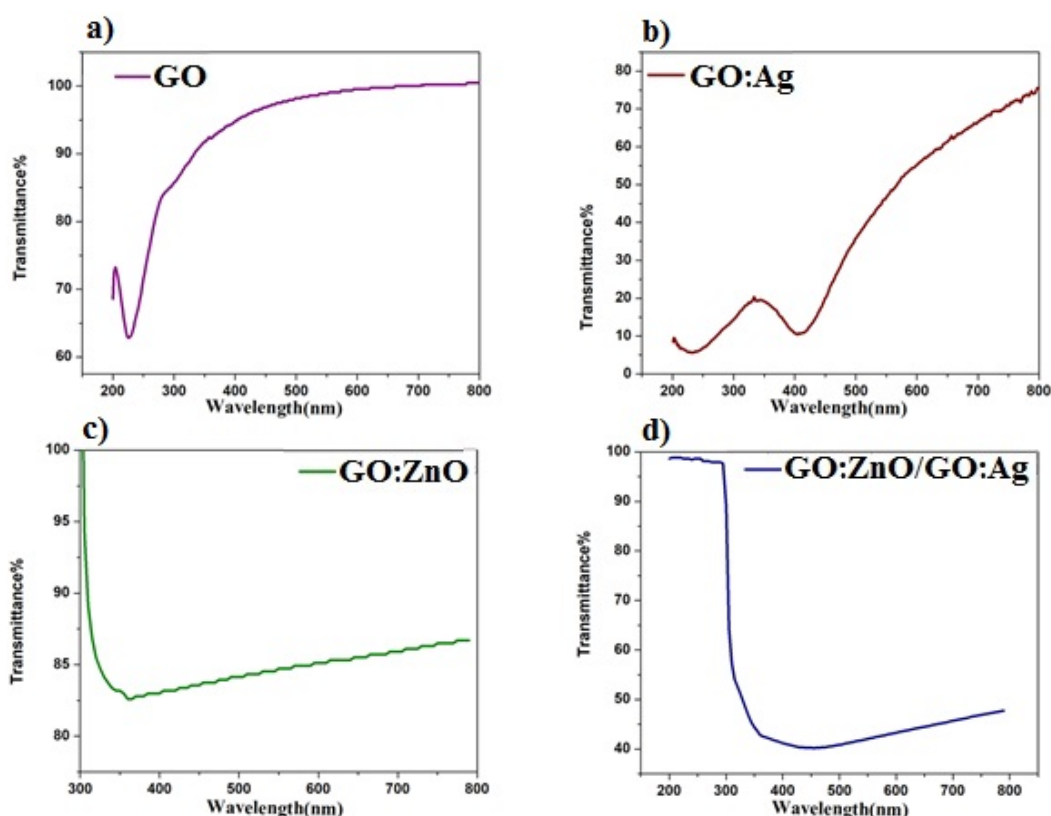 a)
GO
Transmittance%
100
90
80
70
60
200 300 400 500 600 700 800
Wavelength(nm)
b)
GO:Ag
Transmittance%
80
70
60
50
40
30
20
10
0
200 300 400 500 600 700 800
Wavelength(nm)
c)
GO:ZnO
Transmittance%
100
95
90
85
80
300 400 500 600 700 800
Wavelength(nm)
d)
GO:ZnO/GO:Ag
Transmittance%
100
90
80
70
60
50
40
200 300 400 500 600 700 800
Wavelength(nm)